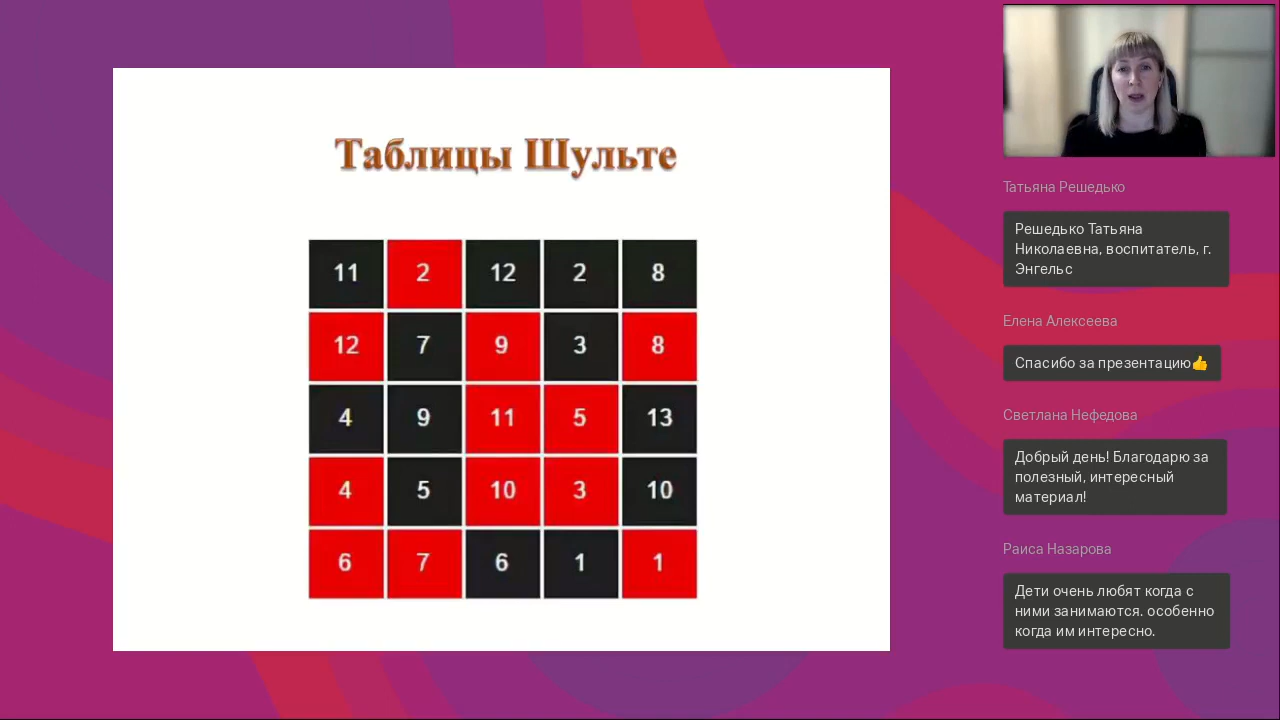 Таблицы Шульте
11 2 12 2 8
12 7 9 3 8
4 9 11 5 13
4 5 10 3 10
6 7 6 1 1
Татьяна Решедько
Решедько Татьяна
Николаевна, воспитатель, г.
Энгельс
Елена Алексеева
Спасибо за презентацию👍
Светлана Нефедова
Добрый день! Благодарю за
полезный, интересный
материал!
Раиса Назарова
Дети очень любят когда с
ними занимаются. особенно
когда им интересно.